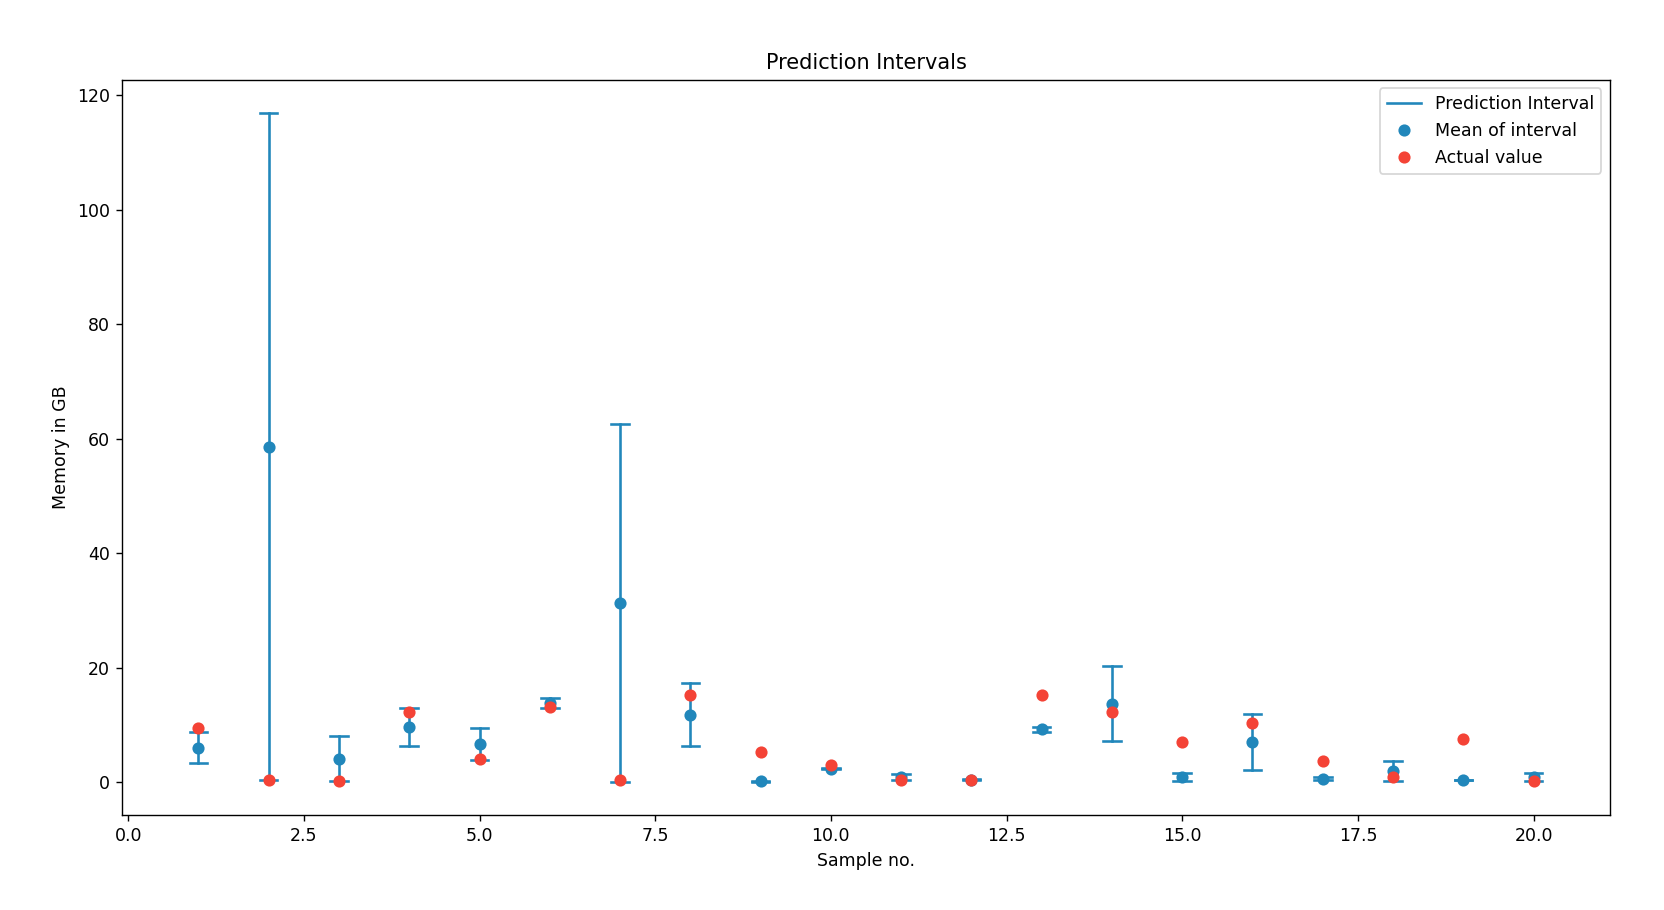 Prediction Intervals
Prediction Interval
Mean of interval
Actual value
120
100
80
60
40
20
0
Memory in GB
0.0 2.5 5.0 7.5 10.0 12.5 15.0 17.5 20.0
Sample no.